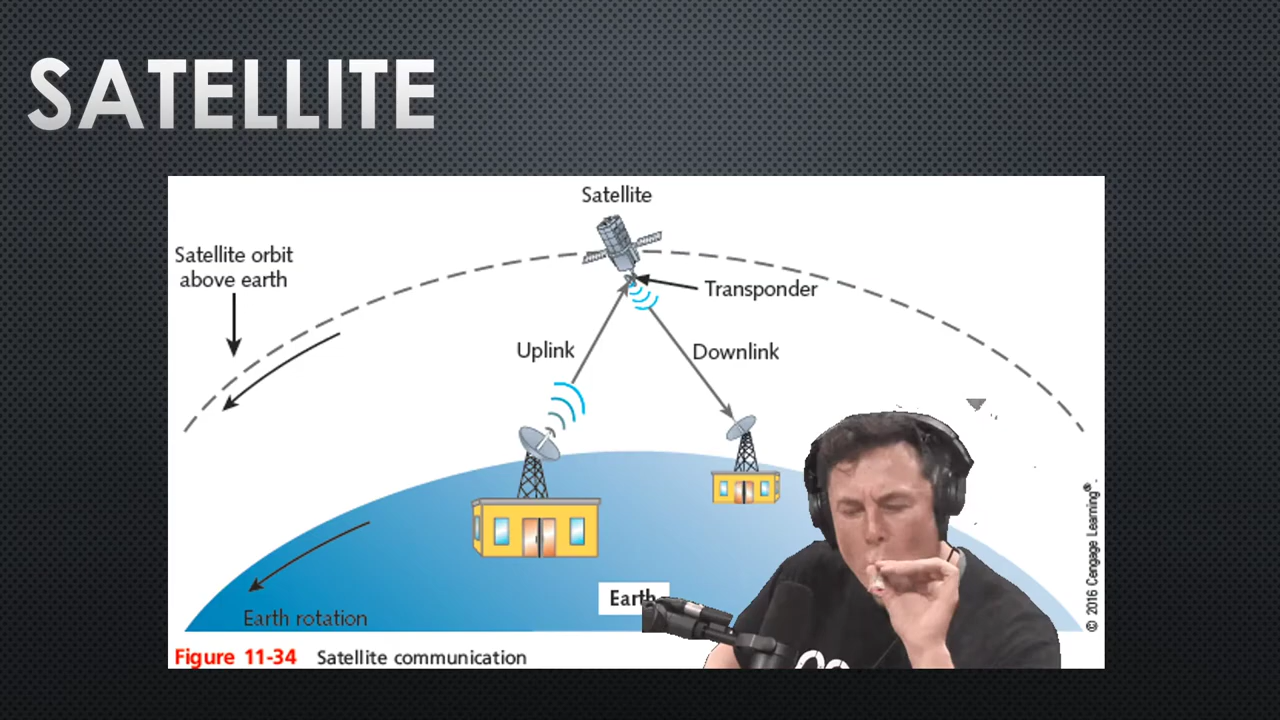 SATELLITE
Satellite
Satellite orbit
above earth
Transponder
Uplink
Downlink
Earth
Earth rotation
© 2016 Cengage Learning®.
Figure 11-34 Satellite communication